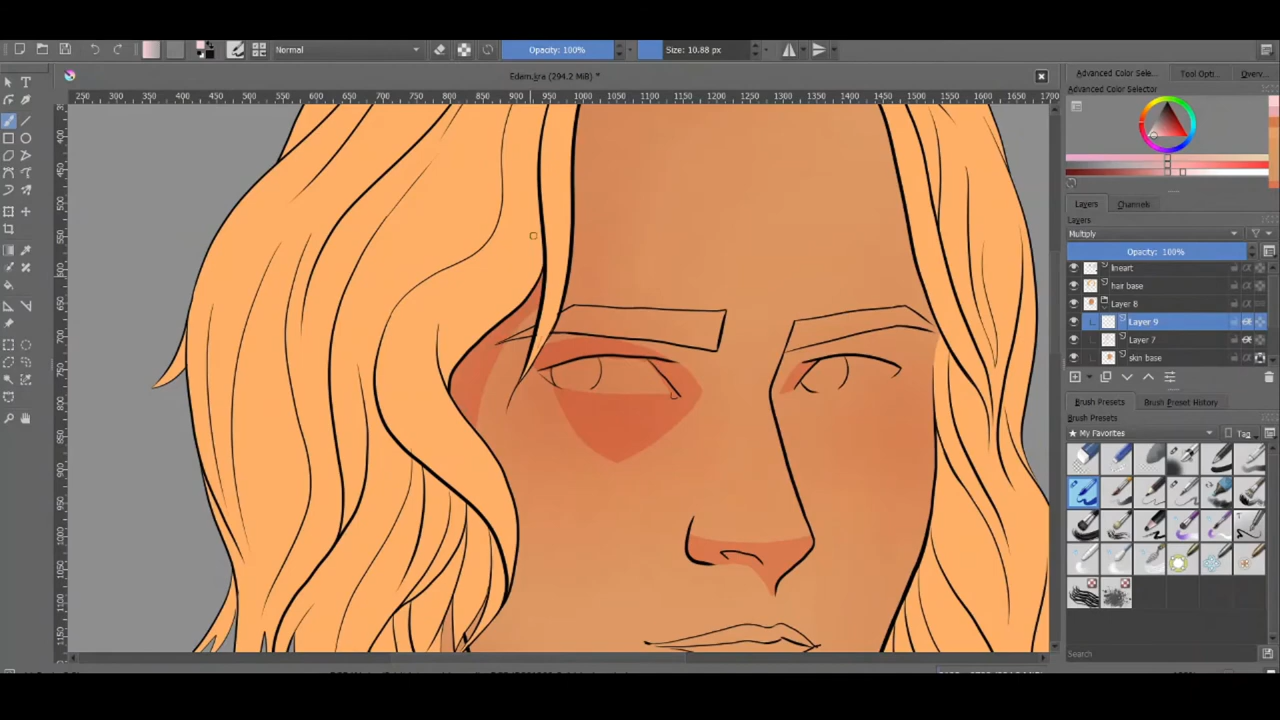 Normal
Opacity: 100%
Size: 10.88 px
Edam.kra (294.2 MiB) *
250 300 350 400 450 500 550 600 650 700 750 800 850 900 950 1000 1050 1100 1150 1200 1250 1300 1350 1400 1450 1500 1550 1600 1650 1700
Advanced Color Sele...
Tool Opti...
Overv...
Advanced Color Selector
Layers
Channels
Layers
Multiply
Opacity: 100%
lineart
hair base
Layer 8
Layer 9
Layer 7
skin base
Brush Presets
Brush Preset History
Brush Presets
★ My Favorites
Tag
Search